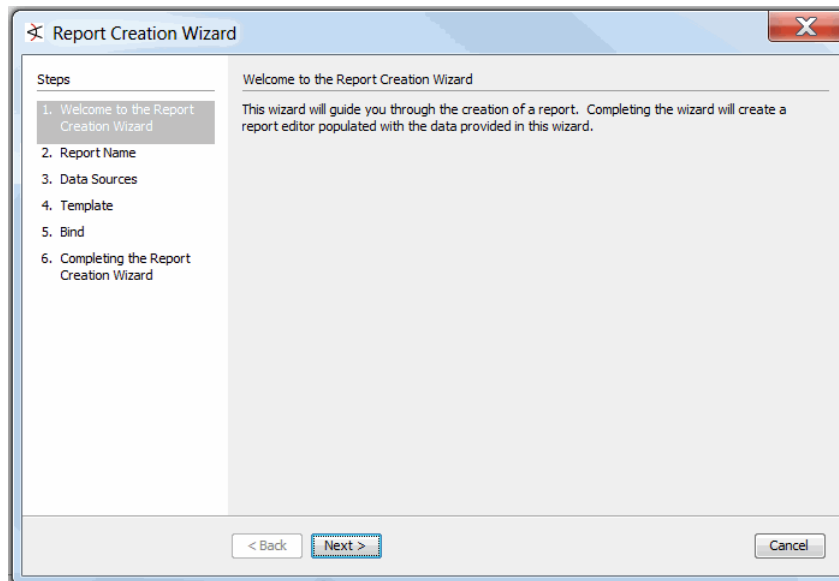 Report Creation Wizard
Steps
1. Welcome to the Report
Creation Wizard
2. Report Name
3. Data Sources
4. Template
5. Bind
6. Completing the Report
Creation Wizard
Welcome to the Report Creation Wizard
This wizard will guide you through the creation of a report. Completing the wizard will create a
report editor populated with the data provided in this wizard.
< Back
Next >
Cancel